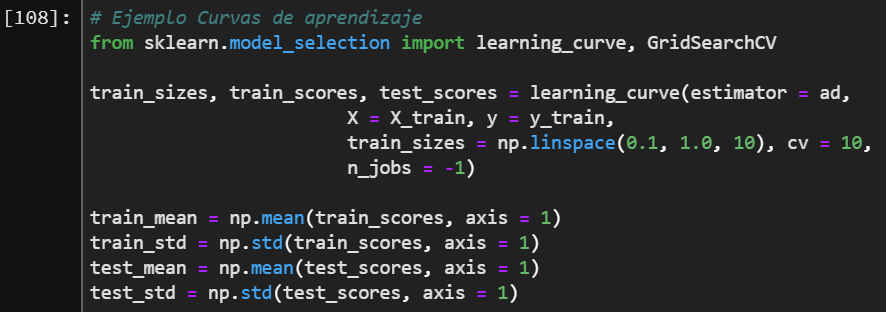 [108]: # Ejemplo Curvas de aprendizaje
from sklearn.model_selection import learning_curve, GridSearchCV
train_sizes, train_scores, test_scores = learning_curve(estimator = ad,
X = X_train, y = y_train,
train_sizes = np.linspace(0.1, 1.0, 10), cv = 10,
n_jobs = -1)
train_mean = np.mean(train_scores, axis = 1)
train_std = np.std(train_scores, axis = 1)
test_mean = np.mean(test_scores, axis = 1)
test_std = np.std(test_scores, axis = 1)